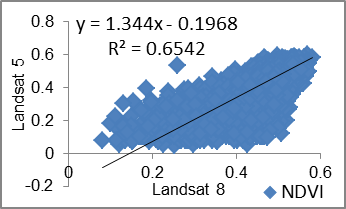 y = 1.344x - 0.1968
R² = 0.6542
0.8
0.6
0.4
0.2
0
-0.2
0
0.2
0.4
0.6
Landsat 5
Landsat 8
NDVI